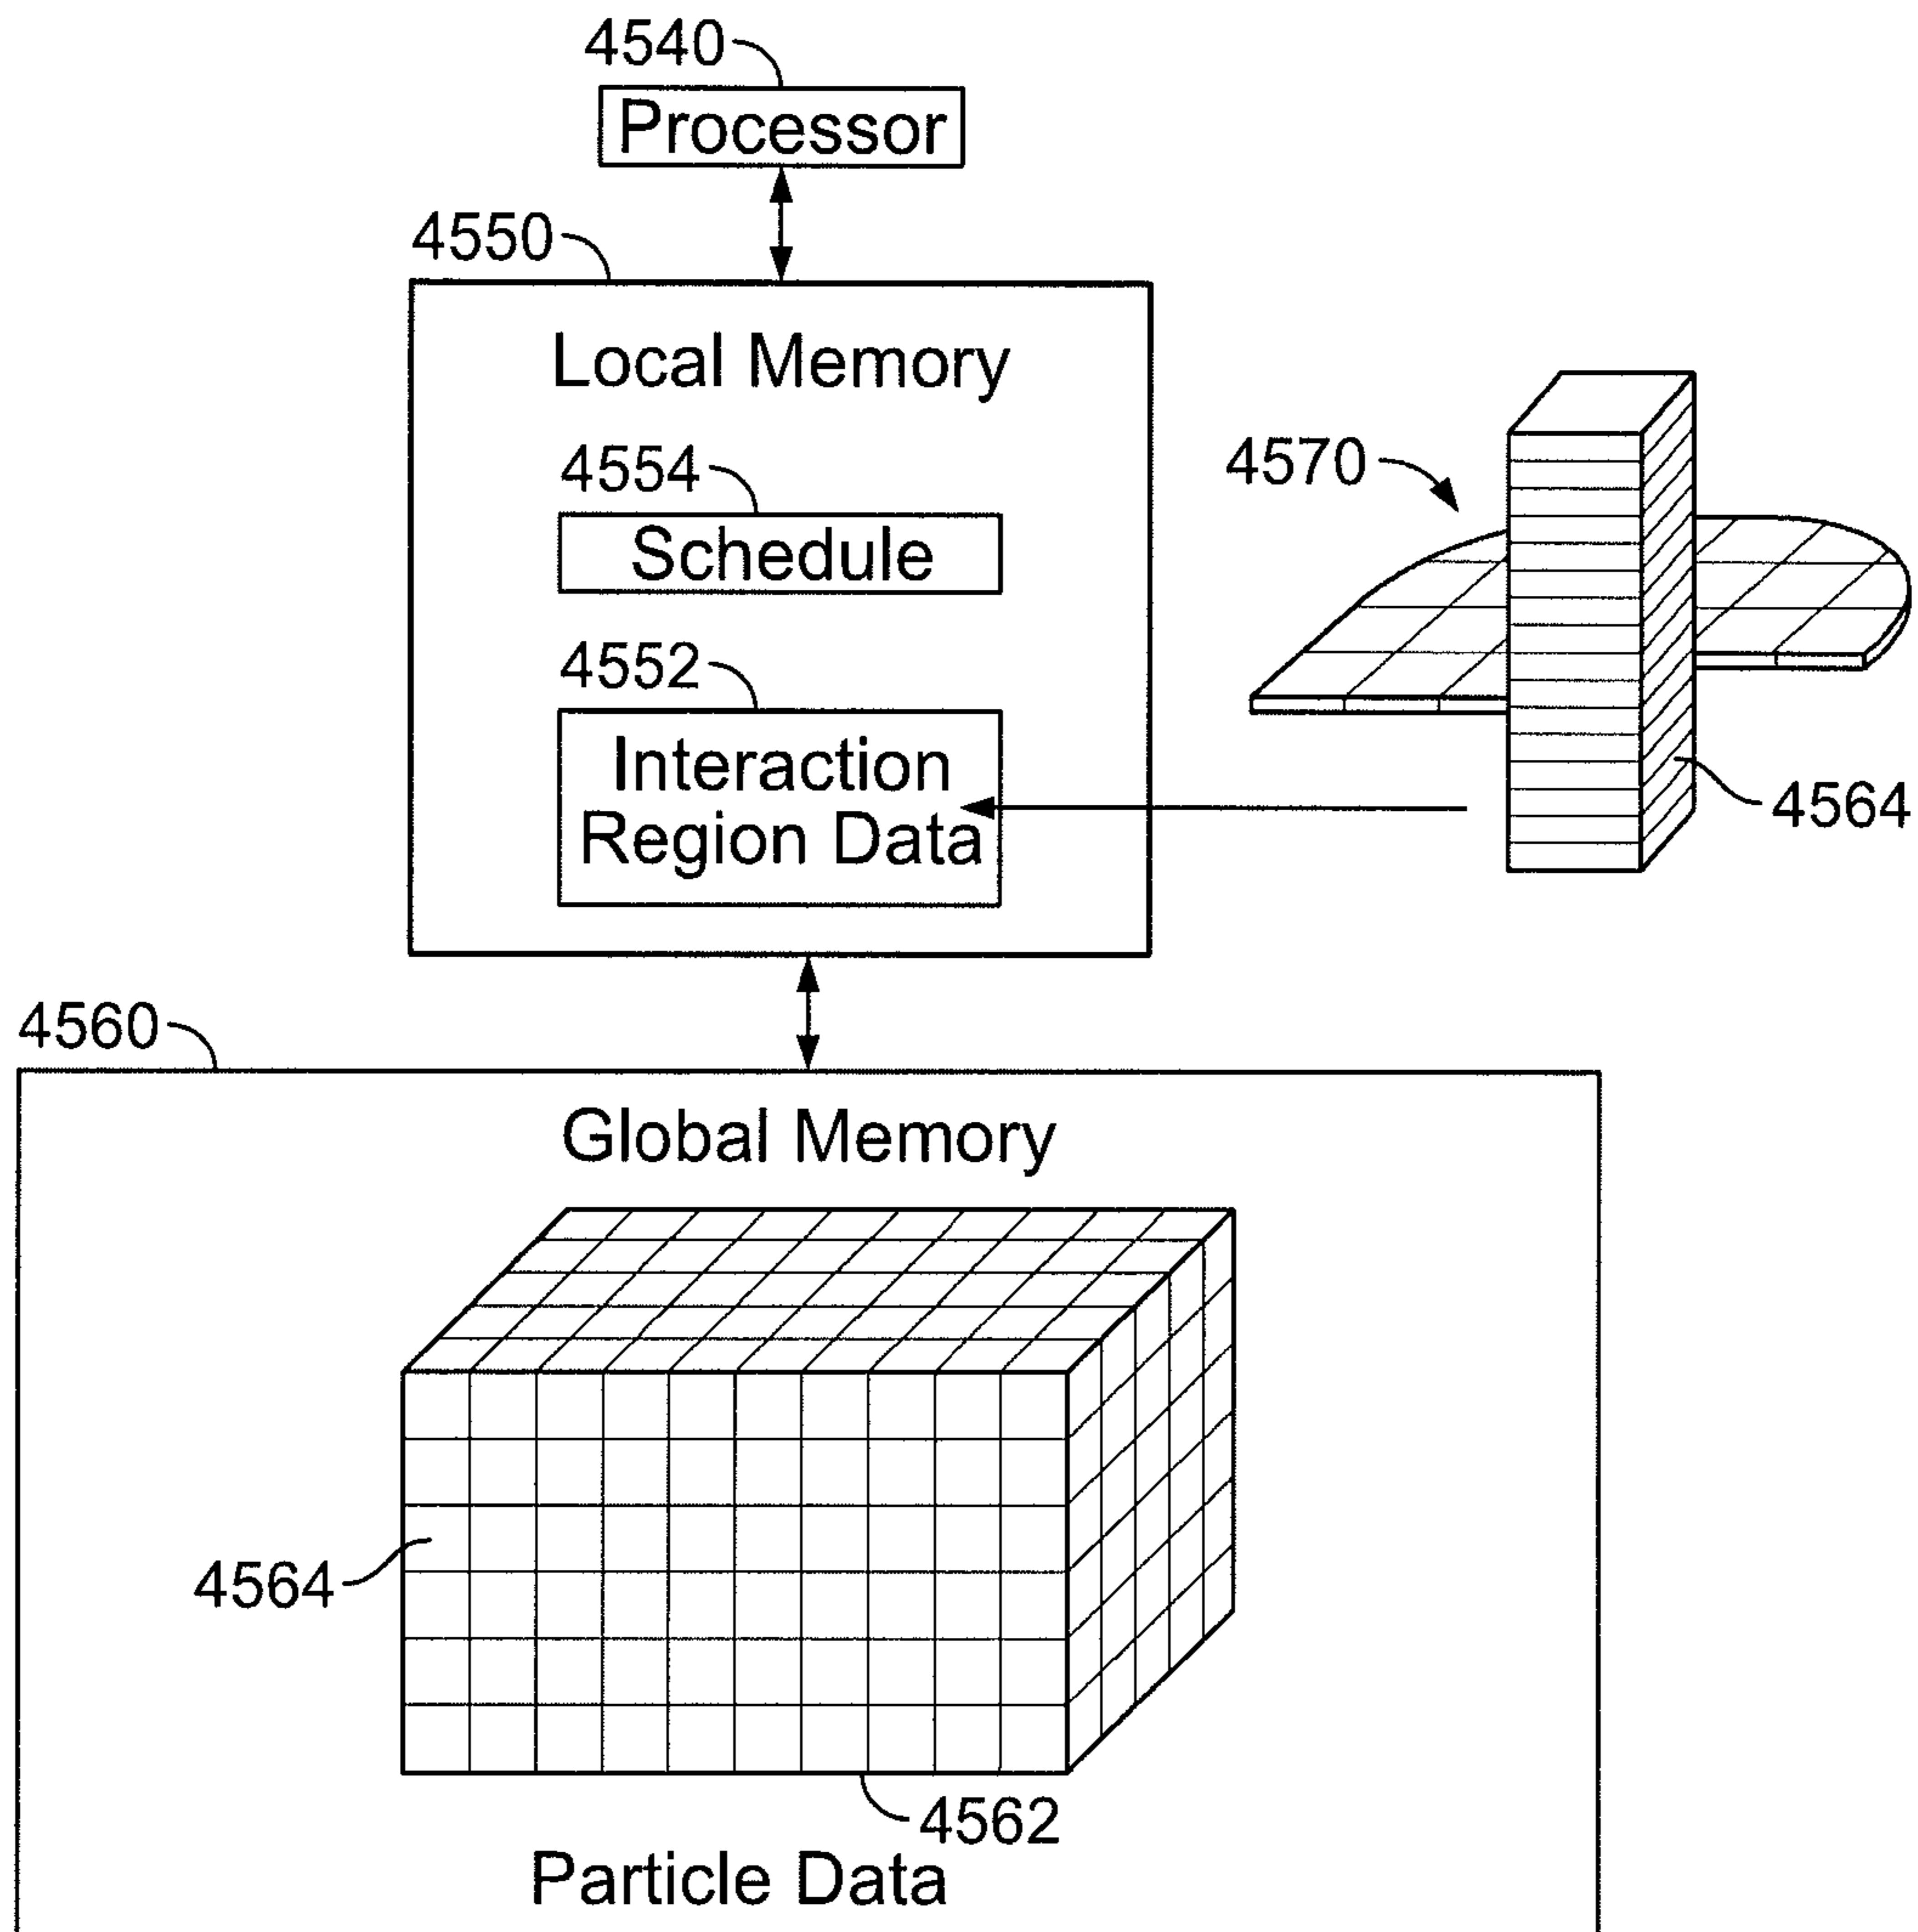 4540
Processor
4550
Local Memory
4554
Schedule
4570
4552
Interaction
Region Data
4564
4560
Global Memory
4564
4562
Particle Data